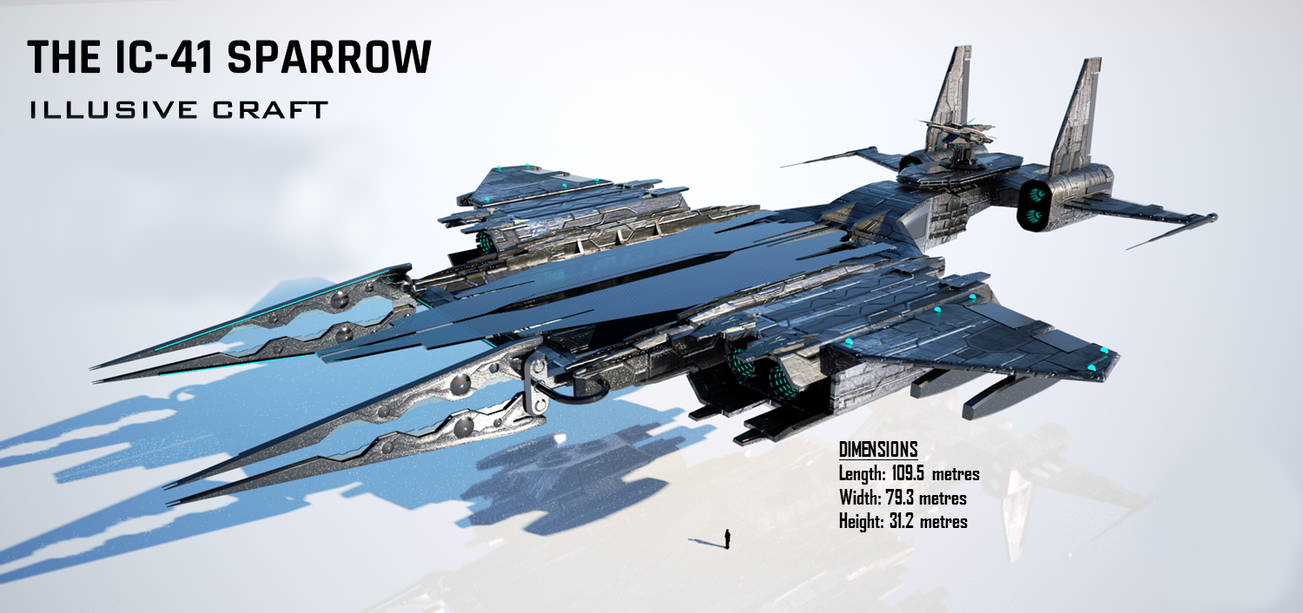 THE IC-41 SPARROW
ILLUSIVE CRAFT
DIMENSIONS
Length: 109.5 metres
Width: 79.3 metres
Height: 31.2 metres